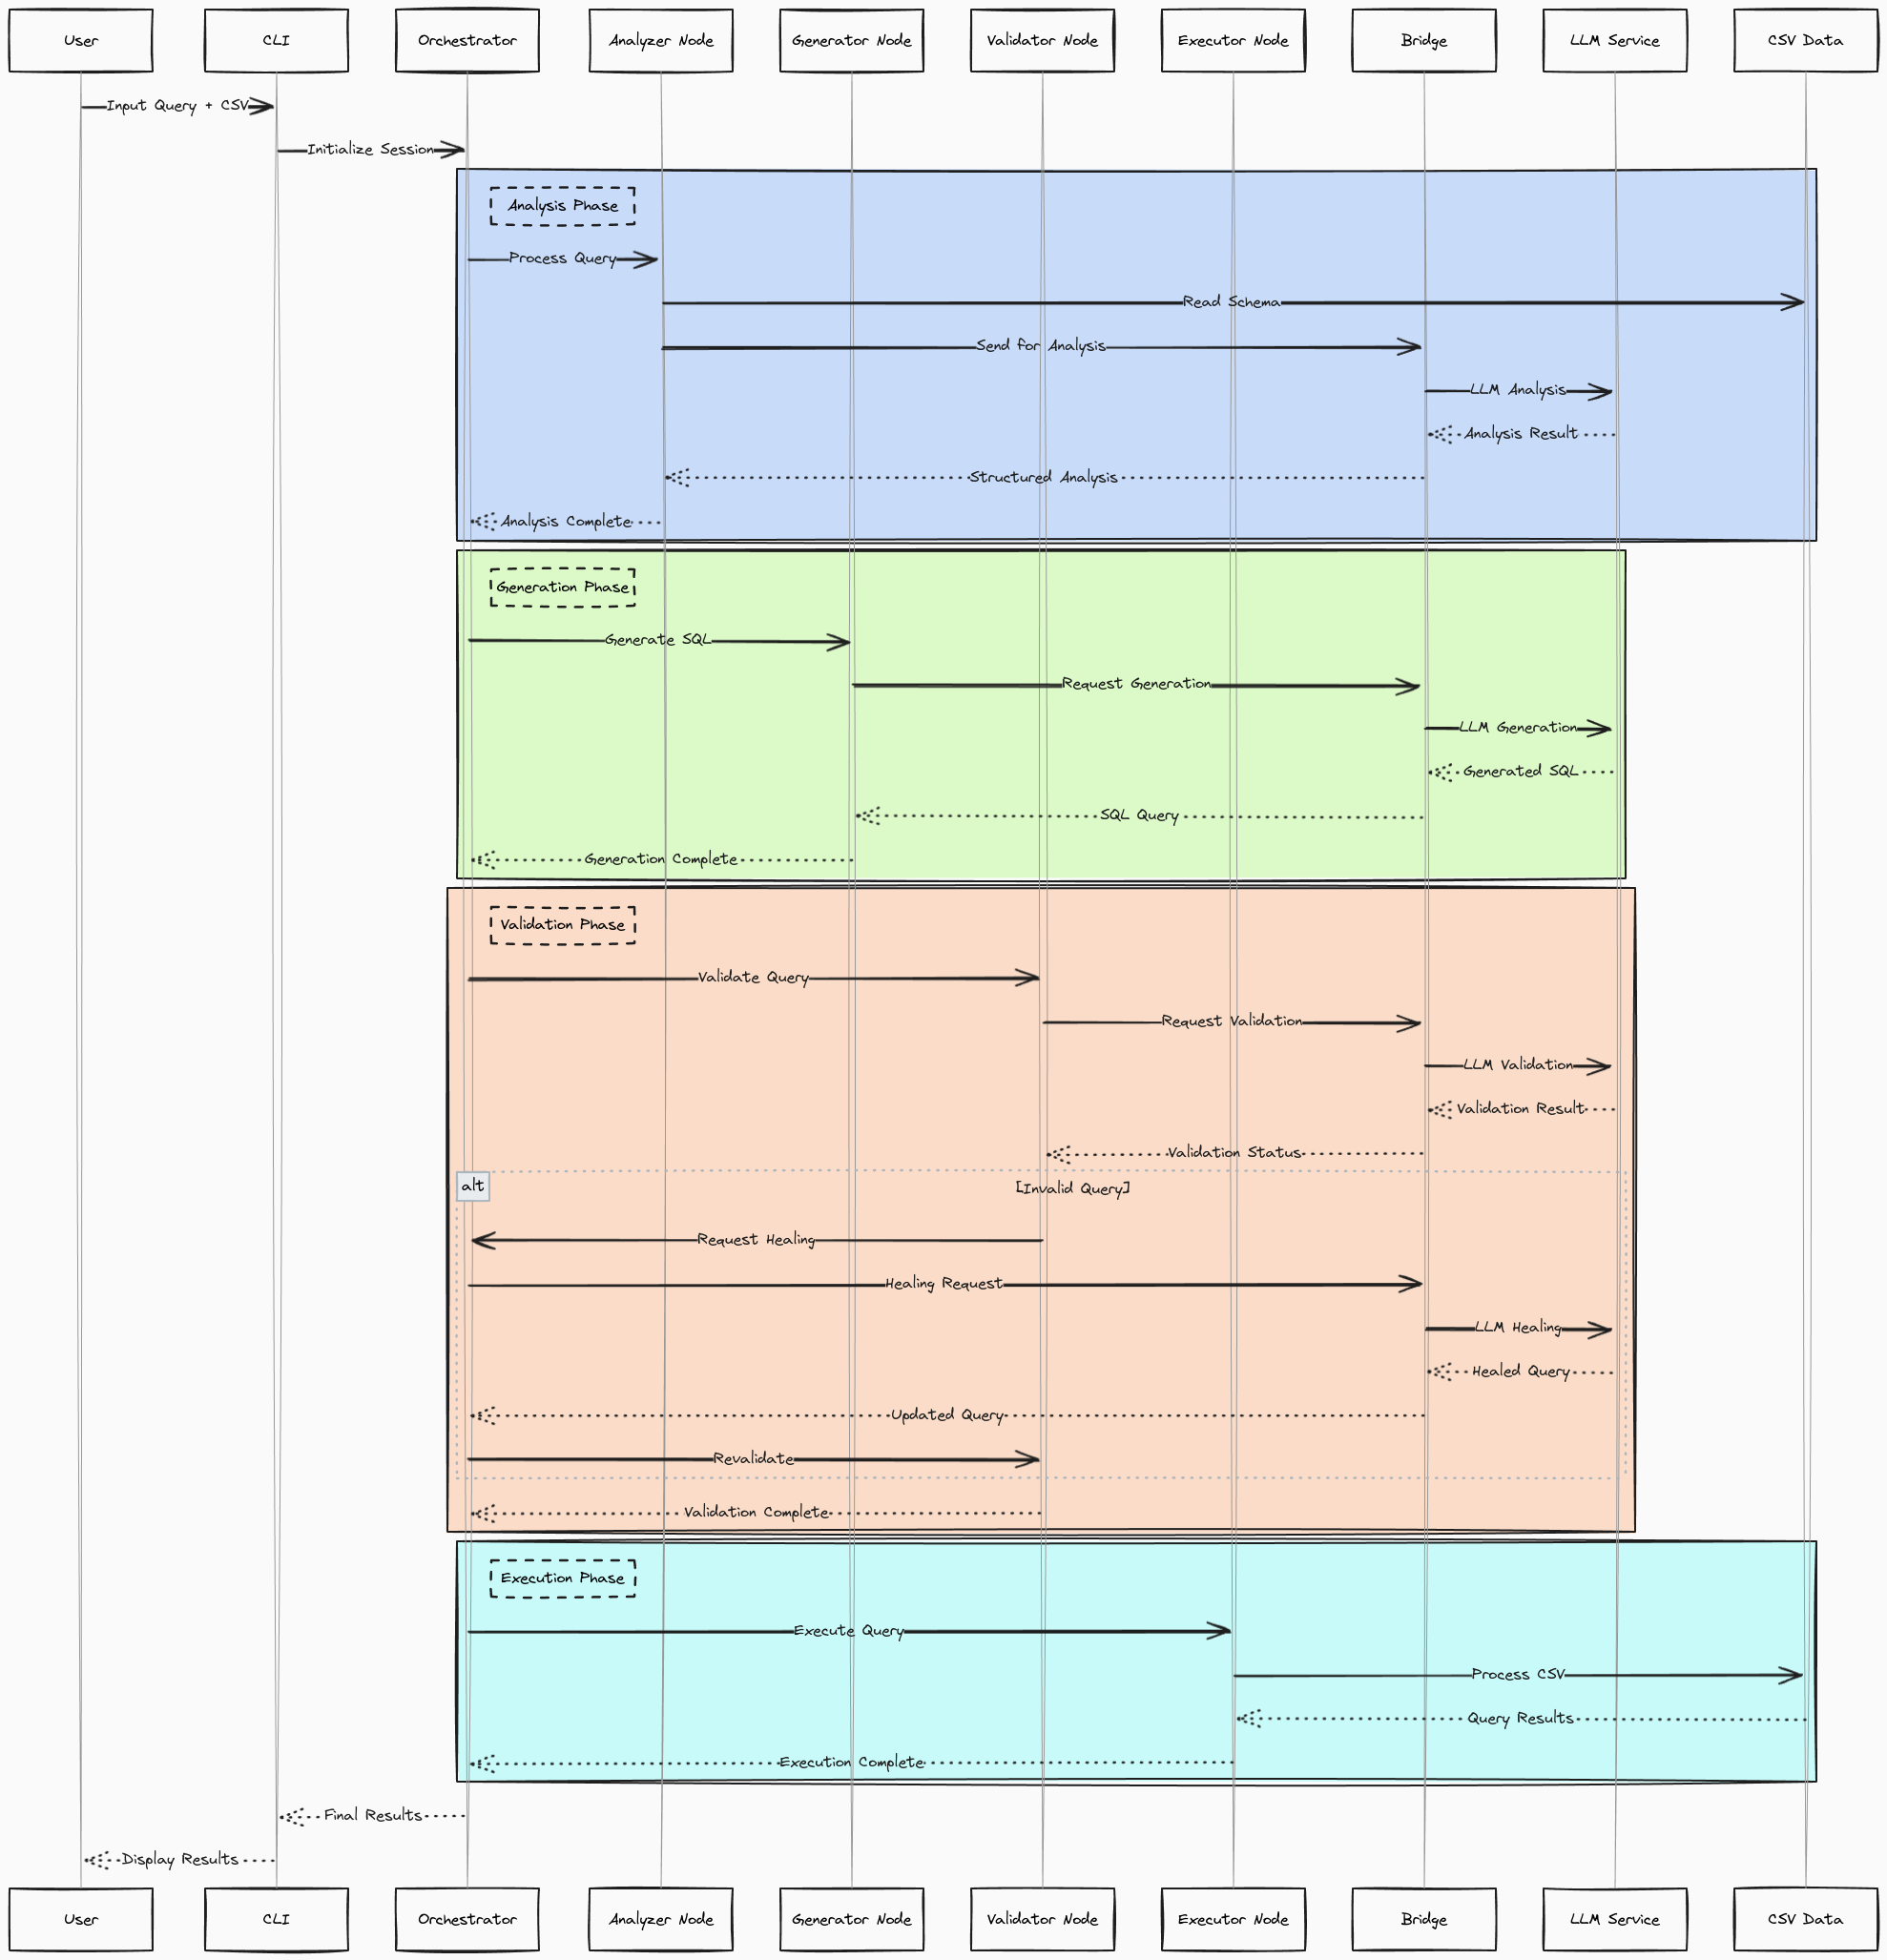 User
CLI
Orchestrator
Analyzer Node
Generator Node
Validator Node
Executor Node
Bridge
LLM Service
CSV Data
Input Query + CSV
Initialize Session
Analysis Phase
Process Query
Read Schema
Send for Analysis
LLM Analysis
Analysis Result
Structured Analysis
Analysis Complete
Generation Phase
Generate SQL
Request Generation
LLM Generation
Generated SQL
SQL Query
Generation Complete
Validation Phase
Validate Query
Request Validation
LLM Validation
Validation Result
Validation Status
alt
[Invalid Query]
Request Healing
Healing Request
LLM Healing
Healed Query
Updated Query
Revalidate
Validation Complete
Execution Phase
Execute Query
Process CSV
Query Results
Execution Complete
Final Results
Display Results
User
CLI
Orchestrator
Analyzer Node
Generator Node
Validator Node
Executor Node
Bridge
LLM Service
CSV Data